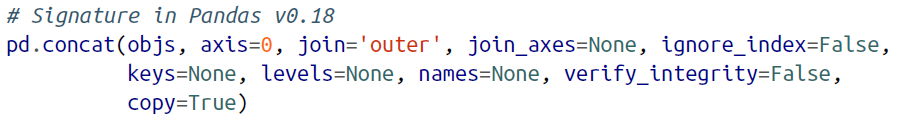 # Signature in Pandas v0.18
pd.concat(objs, axis=0, join='outer', join_axes=None, ignore_index=False,
keys=None, levels=None, names=None, verify_integrity=False,
copy=True)